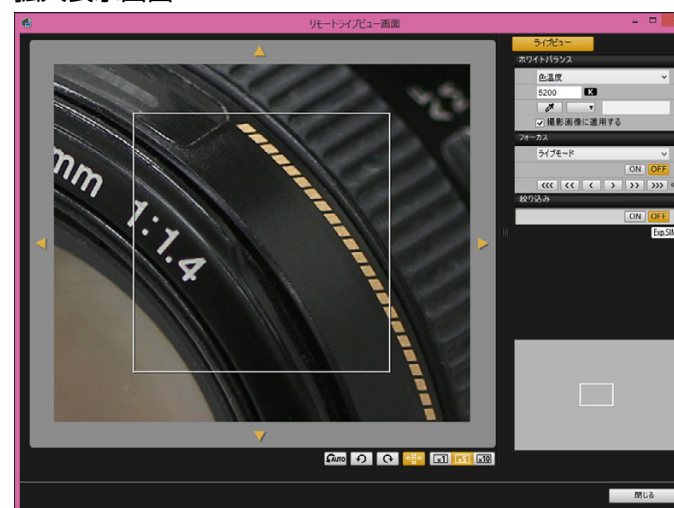 拡大表示画面
リモートライブビュー画面
ライブビュー
ホワイトバランス
色温度
5200 K
撮影画像に適用する
フォーカス
ライブモード
ON OFF
絞り込み
ON OFF
Exp.SIM
mm 1:1.4
AUTO x1 x5 x10
閉じる